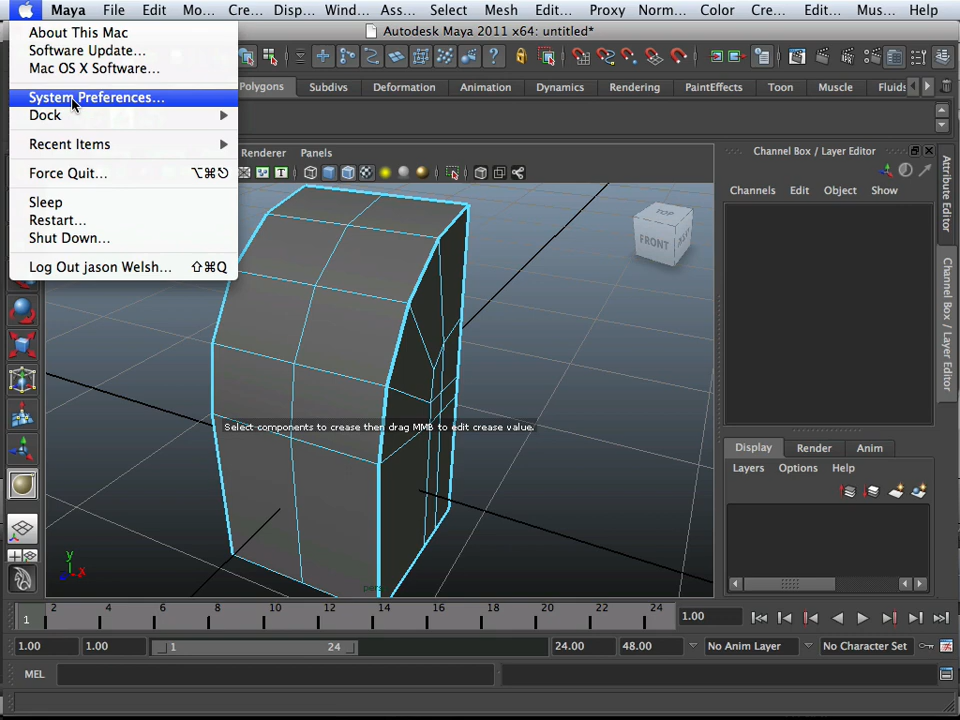 Maya File Edit Mo... Cre... Disp... Wind... Ass... Select Mesh Edit... Proxy Norm... Color Cre... Edit... Mus... Help
Autodesk Maya 2011 x64: untitled*
About This Mac
Software Update...
Mac OS X Software...
System Preferences...
Dock
Recent Items
Force Quit... ⌥⌘⎋
Sleep
Restart...
Shut Down...
Log Out jason Welsh... ⇧⌘Q
olygons Subdivs Deformation Animation Dynamics Rendering PaintEffects Toon Muscle Fluids
Renderer Panels
TOP
FRONT
Select components to crease then drag MMB to edit crease value.
y
x
Channel Box / Layer Editor
Channels Edit Object Show
Attribute Editor
Channel Box / Layer Editor
Display Render Anim
Layers Options Help
1 2 4 6 8 10 12 14 16 18 20 22 24 1.00
1.00 1.00 1 24 24.00 48.00 No Anim Layer No Character Set
MEL